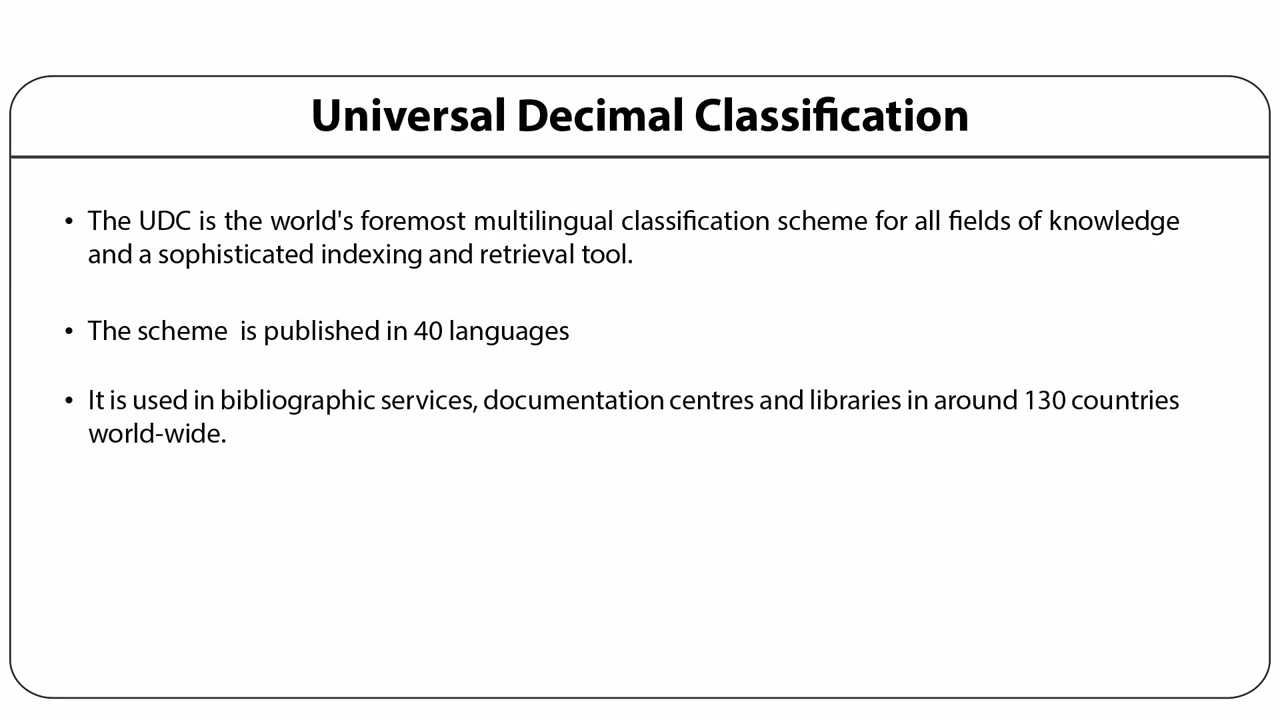 Universal Decimal Classification
• The UDC is the world's foremost multilingual classification scheme for all fields of knowledge
and a sophisticated indexing and retrieval tool.
• The scheme  is published in 40 languages
• It is used in bibliographic services, documentation centres and libraries in around 130 countries
world-wide.